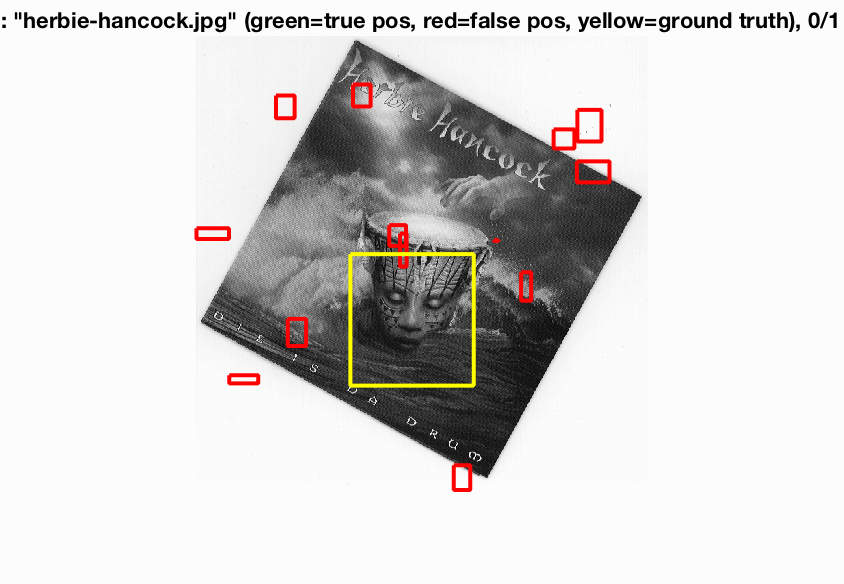 : "herbie-hancock.jpg" (green=true pos, red=false pos, yellow=ground truth), 0/1
Herbie Hancock
DIS IS DA DRUM